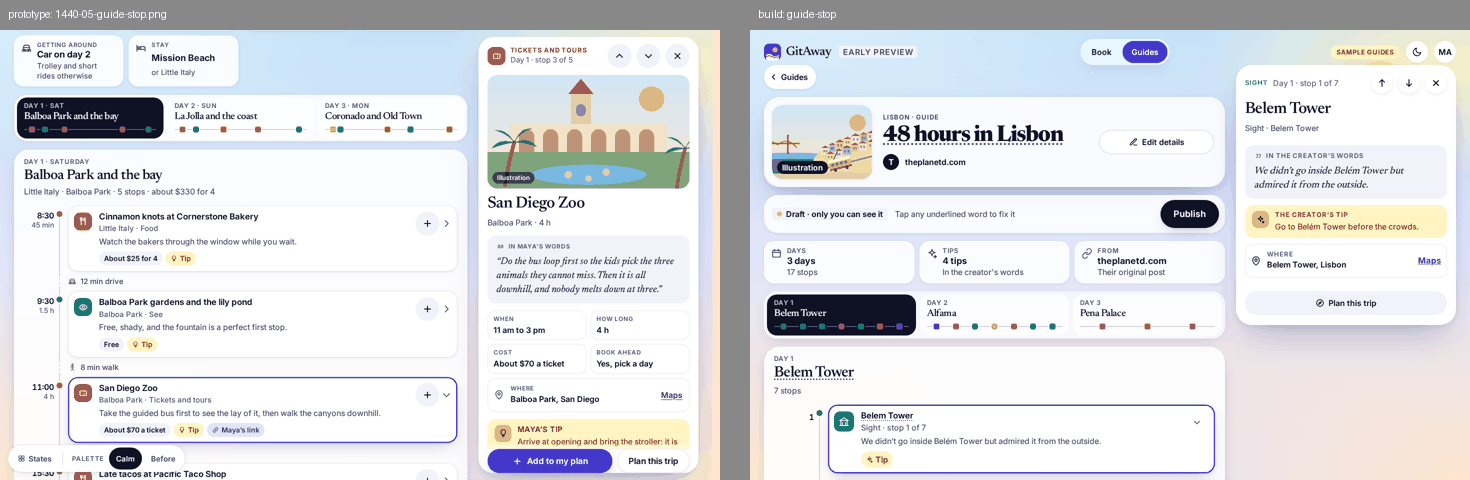 prototype: 1440-05-guide-stop.png
GETTING AROUND
Car on day 2
Trolley and short
rides otherwise
STAY
Mission Beach
or Little Italy
DAY 1 · SAT
Balboa Park and the bay
DAY 2 · SUN
La Jolla and the coast
DAY 3 · MON
Coronado and Old Town
DAY 1 · SATURDAY
Balboa Park and the bay
Little Italy · Balboa Park · 5 stops · about $330 for 4
8:30
45 min
Cinnamon knots at Cornerstone Bakery
Little Italy · Food
Watch the bakers through the window while you wait.
About $25 for 4
Tip
12 min drive
9:30
1.5 h
Balboa Park gardens and the lily pond
Balboa Park · See
Free, shady, and the fountain is a perfect first stop.
Free
Tip
8 min walk
11:00
4 h
San Diego Zoo
Balboa Park · Tickets and tours
Take the guided bus first to see the lay of it, then walk the canyons downhill.
About $70 a ticket
Tip
Maya's link
States
PALETTE
Calm
Before
15:30
Late tacos at Pacific Taco Shop
TICKETS AND TOURS
Day 1 · stop 3 of 5
Illustration
San Diego Zoo
Balboa Park · 4 h
IN MAYA'S WORDS
“Do the bus loop first so the kids pick the three
animals they cannot miss. Then it is all
downhill, and nobody melts down at three.”
WHEN
11 am to 3 pm
HOW LONG
4 h
COST
About $70 a ticket
BOOK AHEAD
Yes, pick a day
WHERE
Balboa Park, San Diego
Maps
MAYA'S TIP
Arrive at opening and bring the stroller: it is
Add to my plan
Plan this trip
build: guide-stop
GitAway
EARLY PREVIEW
Book
Guides
SAMPLE GUIDES
MA
Guides
Illustration
LISBON · GUIDE
48 hours in Lisbon
T
theplanetd.com
Edit details
Draft · only you can see it
Tap any underlined word to fix it
Publish
DAYS
3 days
17 stops
TIPS
4 tips
In the creator's words
FROM
theplanetd.com
Their original post
DAY 1
Belem Tower
DAY 2
Alfama
DAY 3
Pena Palace
DAY 1
Belem Tower
7 stops
1
Belem Tower
Sight · stop 1 of 7
We didn't go inside Belém Tower but admired it from the outside.
Tip
SIGHT
Day 1 · stop 1 of 7
Belem Tower
Sight · Belem Tower
IN THE CREATOR'S WORDS
We didn't go inside Belém Tower but
admired it from the outside.
THE CREATOR'S TIP
Go to Belém Tower before the crowds.
WHERE
Belem Tower, Lisbon
Maps
Plan this trip